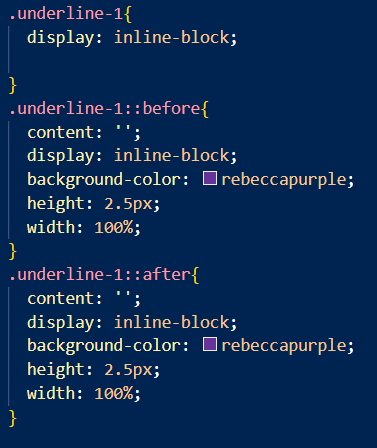 .underline-1{
display: inline-block;
}
.underline-1::before{
content: '';
display: inline-block;
background-color: rebeccapurple;
height: 2.5px;
width: 100%;
}
.underline-1::after{
content: '';
display: inline-block;
background-color: rebeccapurple;
height: 2.5px;
width: 100%;
}